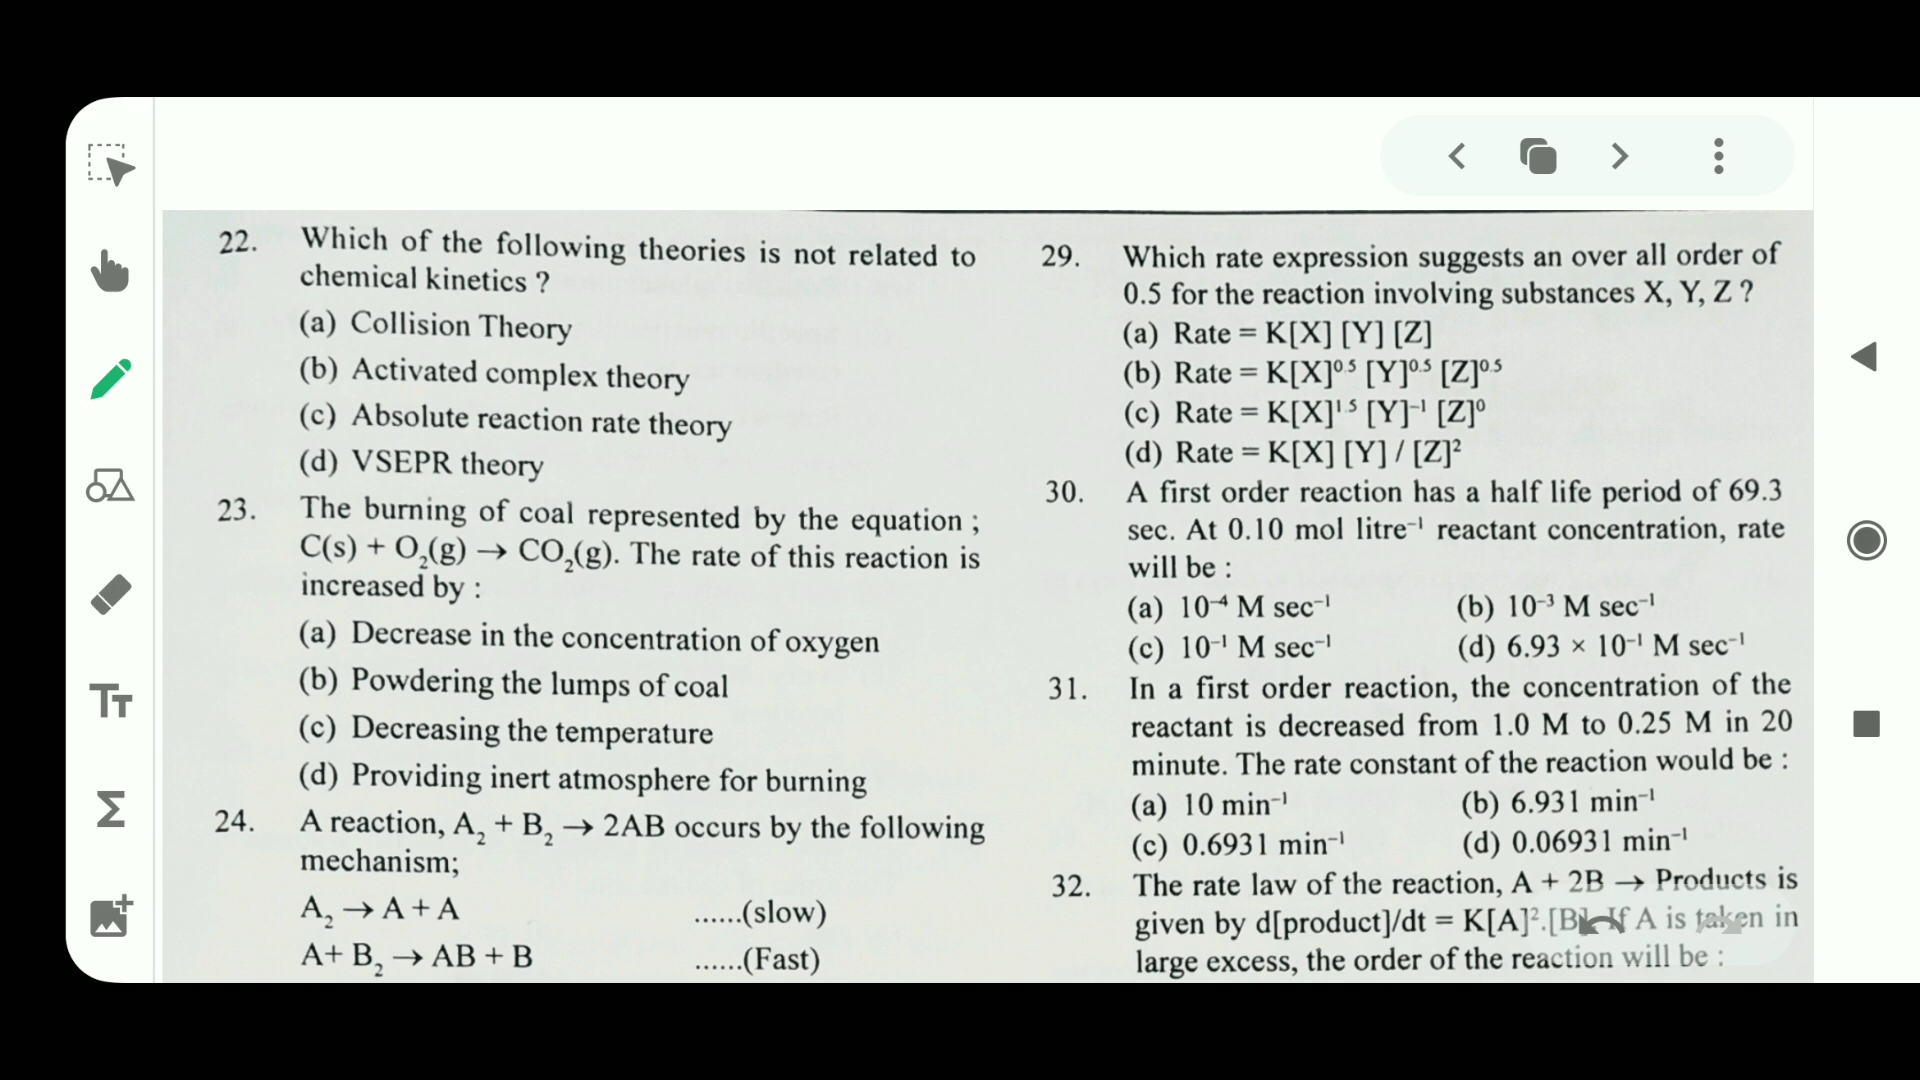 22. Which of the following theories is not related to
chemical kinetics ?
(a) Collision Theory
(b) Activated complex theory
(c) Absolute reaction rate theory
(d) VSEPR theory
23. The burning of coal represented by the equation ;
C(s) + O₂(g) → CO₂(g). The rate of this reaction is
increased by :
(a) Decrease in the concentration of oxygen
(b) Powdering the lumps of coal
(c) Decreasing the temperature
(d) Providing inert atmosphere for burning
24. A reaction, A₂ + B₂ → 2AB occurs by the following
mechanism;
A₂ → A + A ......(slow)
A+ B₂ → AB + B ......(Fast)
29. Which rate expression suggests an over all order of
0.5 for the reaction involving substances X, Y, Z ?
(a) Rate = K[X] [Y] [Z]
(b) Rate = K[X]⁰·⁵ [Y]⁰·⁵ [Z]⁰·⁵
(c) Rate = K[X]¹·⁵ [Y]⁻¹ [Z]⁰
(d) Rate = K[X] [Y] / [Z]²
30. A first order reaction has a half life period of 69.3
sec. At 0.10 mol litre⁻¹ reactant concentration, rate
will be :
(a) 10⁻⁴ M sec⁻¹ (b) 10⁻³ M sec⁻¹
(c) 10⁻¹ M sec⁻¹ (d) 6.93 × 10⁻¹ M sec⁻¹
31. In a first order reaction, the concentration of the
reactant is decreased from 1.0 M to 0.25 M in 20
minute. The rate constant of the reaction would be :
(a) 10 min⁻¹ (b) 6.931 min⁻¹
(c) 0.6931 min⁻¹ (d) 0.06931 min⁻¹
32. The rate law of the reaction, A + 2B → Products is
given by d[product]/dt = K[A]².[B]. If A is taken in
large excess, the order of the reaction will be :
Tт
Σ